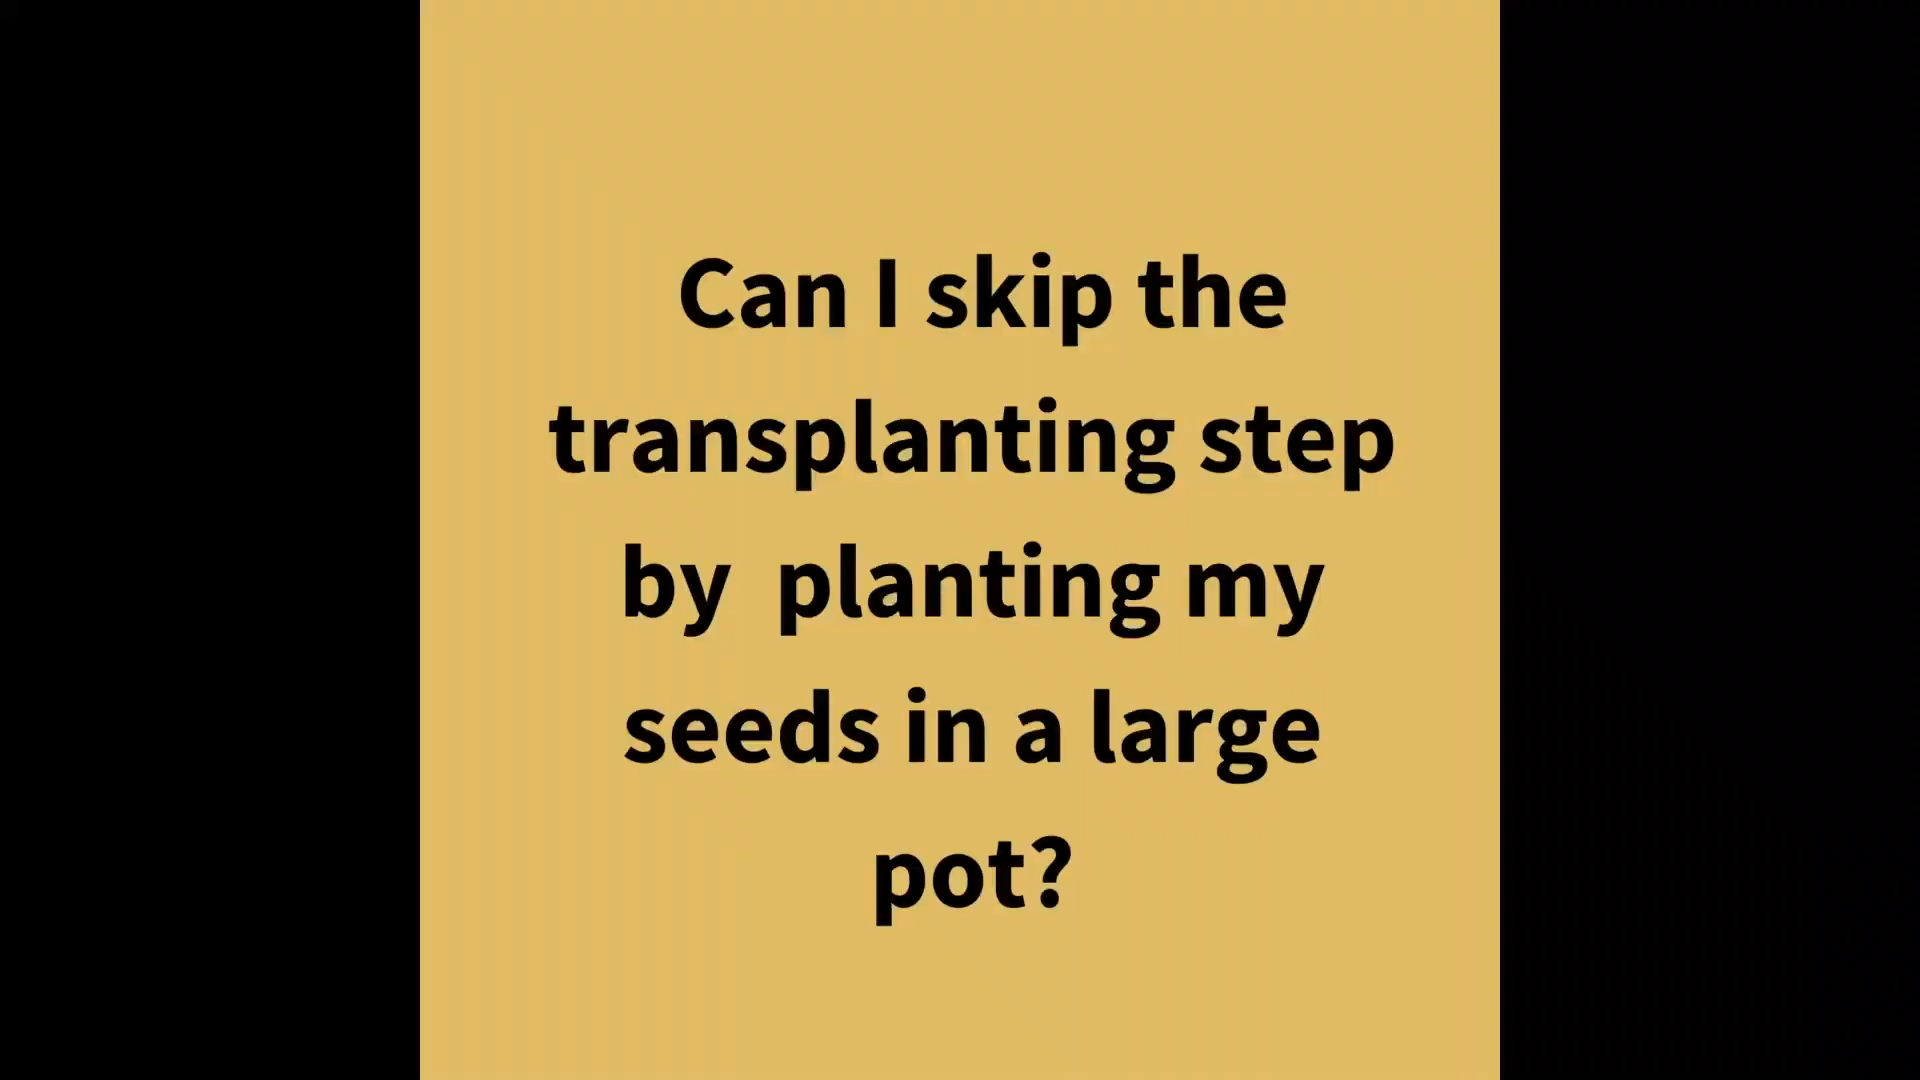 Can I skip the
transplanting step
by  planting my
seeds in a large
pot?